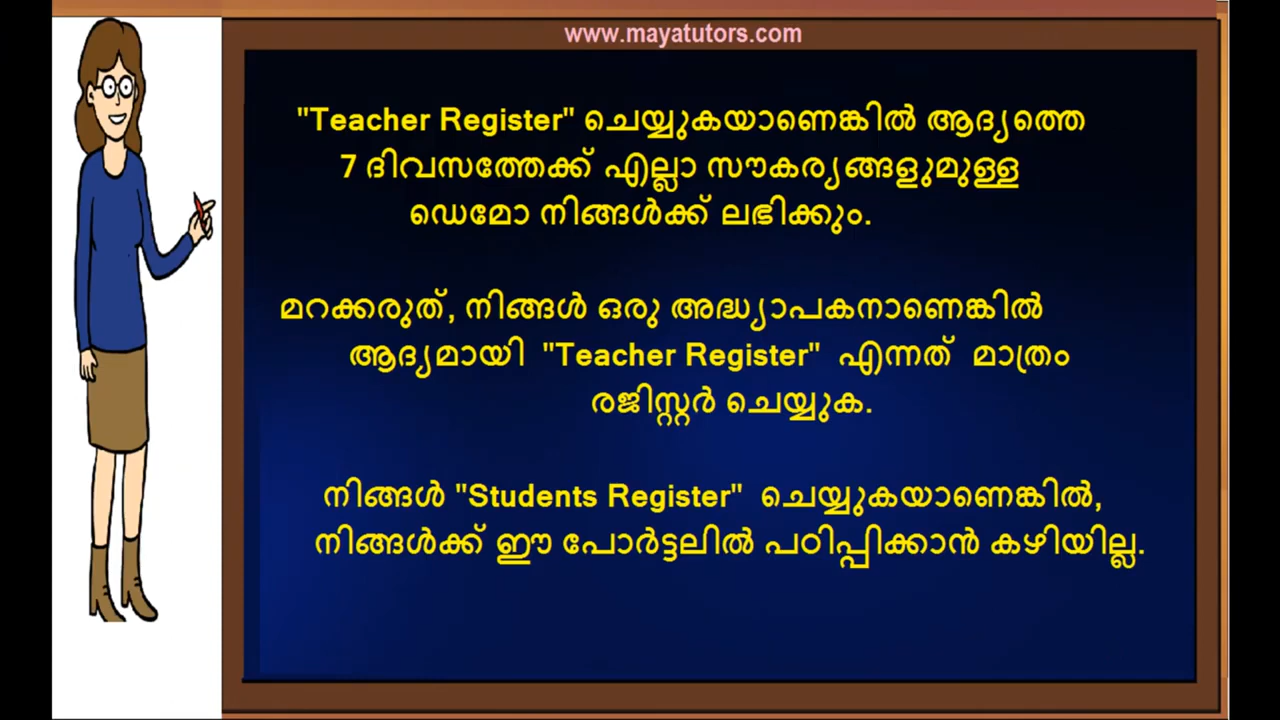 www.mayatutors.com
"Teacher Register" ചെയ്യുകയാണെങ്കിൽ ആദ്യത്തെ
7 ദിവസത്തേക്ക് എല്ലാ സൗകര്യങ്ങളുമുള്ള
ഡെമോ നിങ്ങൾക്ക് ലഭിക്കും.
മറക്കരുത്, നിങ്ങൾ ഒരു അദ്ധ്യാപകനാണെങ്കിൽ
ആദ്യമായി "Teacher Register" എന്നത് മാത്രം
രജിസ്റ്റർ ചെയ്യുക.
നിങ്ങൾ "Students Register" ചെയ്യുകയാണെങ്കിൽ,
നിങ്ങൾക്ക് ഈ പോർട്ടലിൽ പഠിപ്പിക്കാൻ കഴിയില്ല.